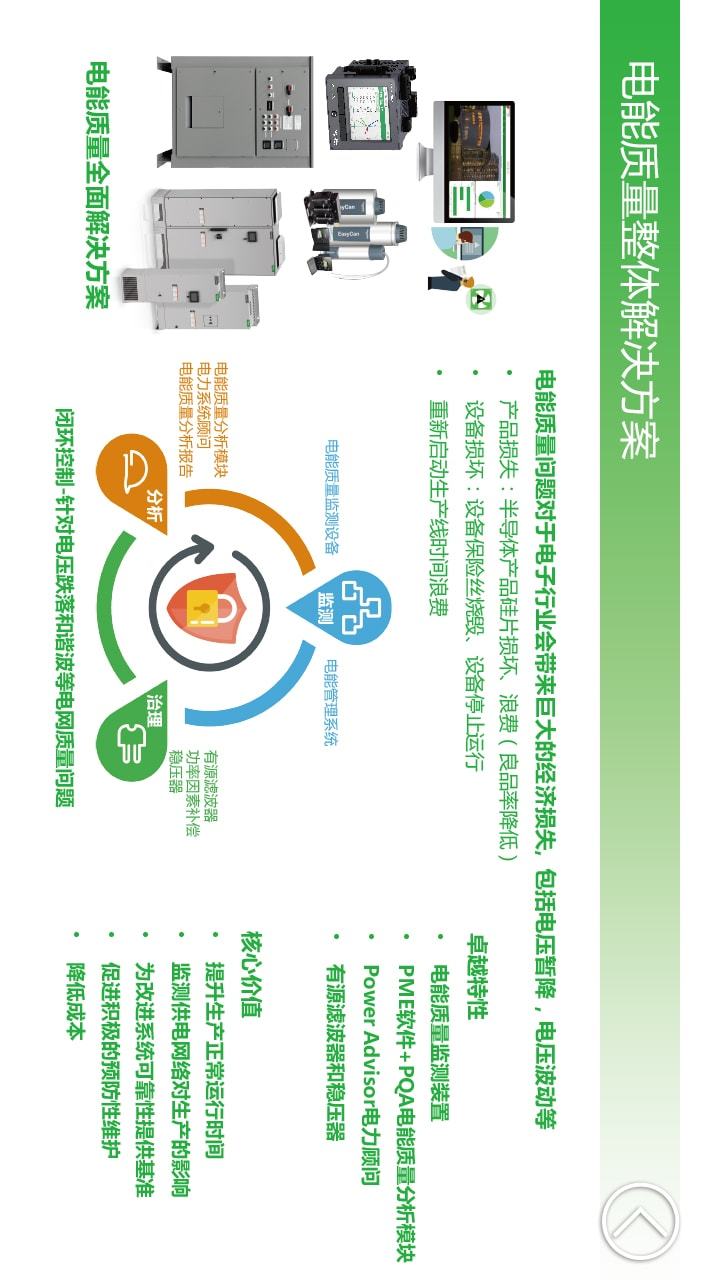 电能质量整体解决方案
电能质量问题对于电子行业会带来巨大的经济损失, 包括电压暂降，电压波动等
• 产品损失：半导体产品硅片损坏、浪费（良品率降低）
• 设备损坏：设备保险丝烧毁、设备停止运行
• 重新启动生产线时间浪费
EasyCan
EasyCan
电能质量全面解决方案
电能质量监测设备
监测
电能管理系统
电能质量分析模块
电力系统顾问
电能质量分析报告
分析
治理
有源滤波器
功率因素补偿
稳压器
闭环控制-针对电压跌落和谐波等电网质量问题
卓越特性
• 电能质量监测装置
• PME软件+PQA电能质量分析模块
• Power Advisor电力顾问
• 有源滤波器和稳压器
核心价值
• 提升生产正常运行时间
• 监测供电网络对生产的影响
• 为改进系统可靠性提供基准
• 促进积极的预防性维护
• 降低成本